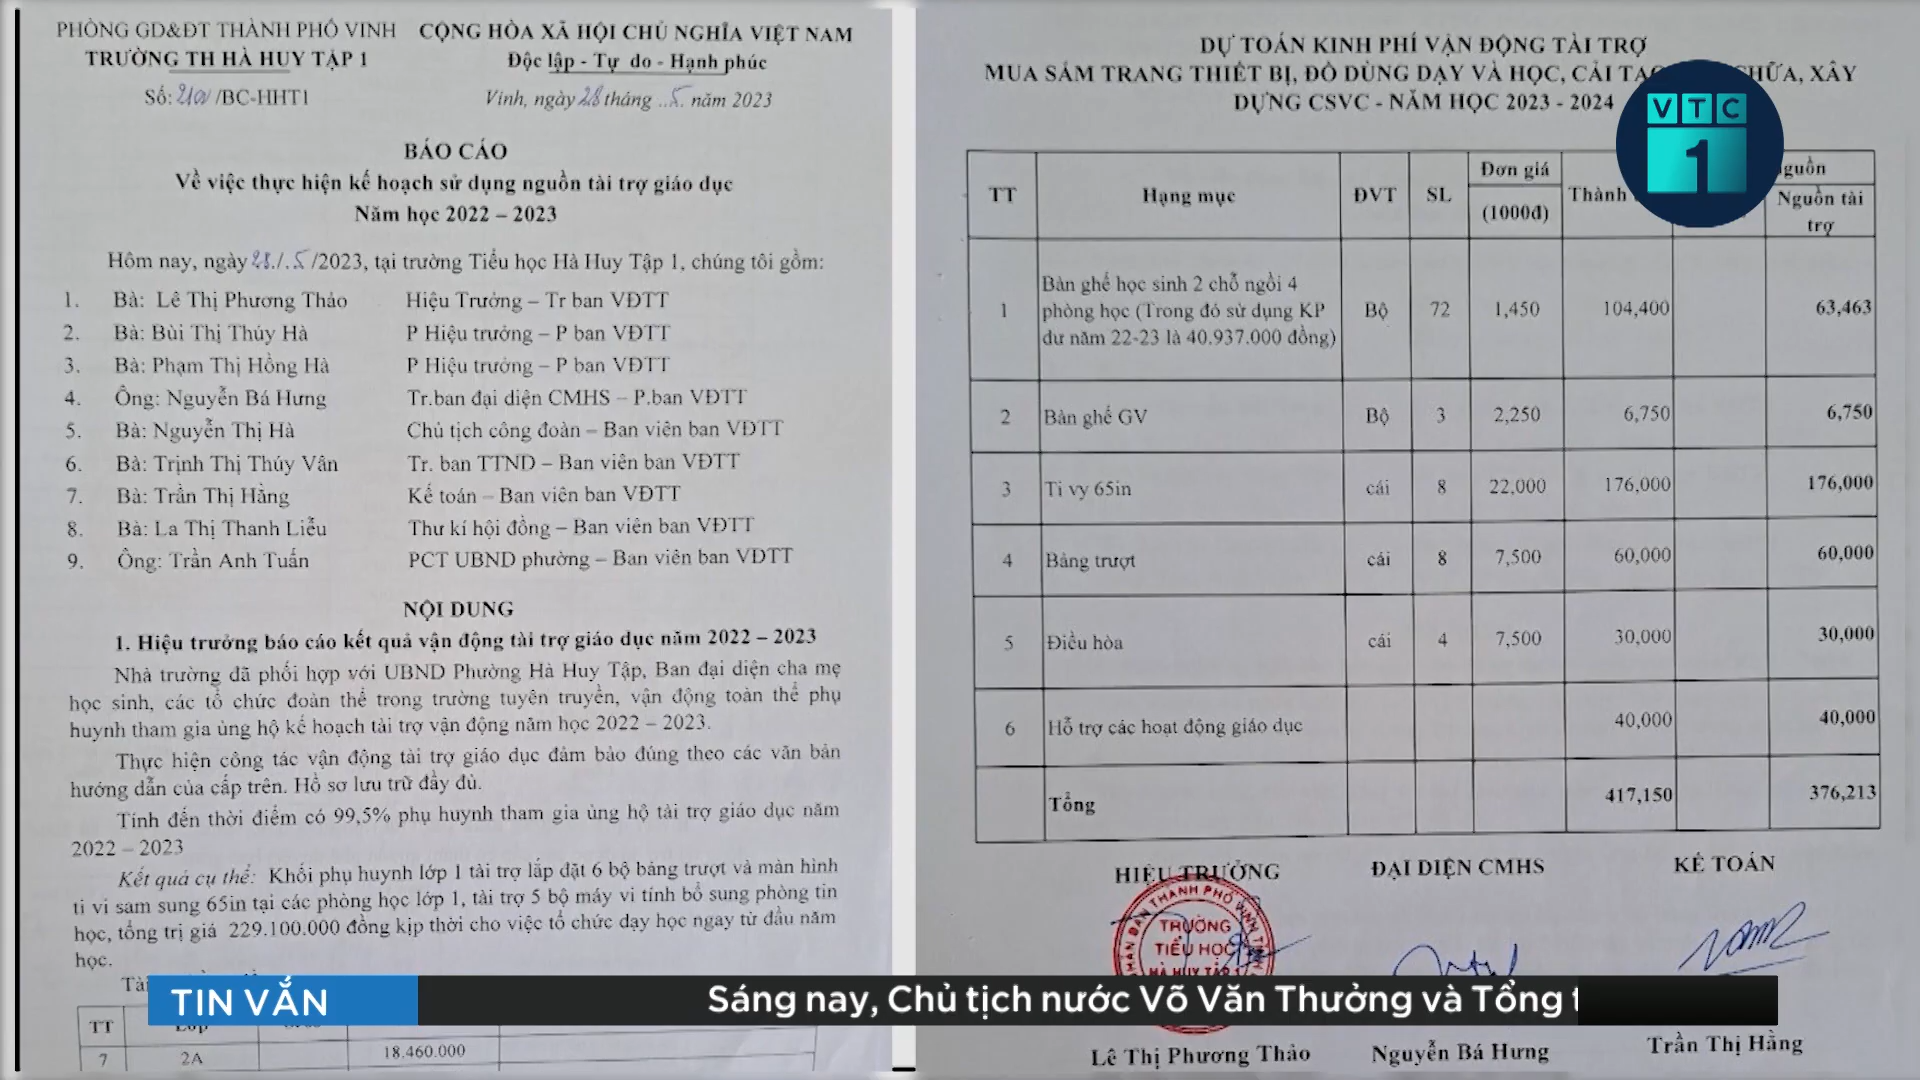 PHÒNG GD&ĐT THÀNH PHỐ VINH
TRƯỜNG TH HÀ HUY TẬP 1
CỘNG HÒA XÃ HỘI CHỦ NGHĨA VIỆT NAM
Độc lập - Tự do - Hạnh phúc
Số: /BC-HHT1
Vinh, ngày 28 tháng ..5. năm 2023
BÁO CÁO
Về việc thực hiện kế hoạch sử dụng nguồn tài trợ giáo dục
Năm học 2022 – 2023
Hôm nay, ngày 28./.5./2023, tại trường Tiểu học Hà Huy Tập 1, chúng tôi gồm:
1. Bà: Lê Thị Phương Thảo Hiệu Trưởng – Tr ban VĐTT
2. Bà: Bùi Thị Thúy Hà P Hiệu trưởng – P ban VĐTT
3. Bà: Phạm Thị Hồng Hà P Hiệu trưởng – P ban VĐTT
4. Ông: Nguyễn Bá Hưng Tr.ban đại diện CMHS – P.ban VĐTT
5. Bà: Nguyễn Thị Hà Chủ tịch công đoàn – Ban viên ban VĐTT
6. Bà: Trịnh Thị Thúy Vân Tr. ban TTND – Ban viên ban VĐTT
7. Bà: Trần Thị Hằng Kế toán – Ban viên ban VĐTT
8. Bà: La Thị Thanh Liễu Thư kí hội đồng – Ban viên ban VĐTT
9. Ông: Trần Anh Tuấn PCT UBND phường – Ban viên ban VĐTT
NỘI DUNG
1. Hiệu trưởng báo cáo kết quả vận động tài trợ giáo dục năm 2022 – 2023
Nhà trường đã phối hợp với UBND Phường Hà Huy Tập, Ban đại diện cha mẹ
học sinh, các tổ chức đoàn thể trong trường tuyên truyền, vận động toàn thể phụ
huynh tham gia ủng hộ kế hoạch tài trợ vận động năm học 2022 – 2023.
Thực hiện công tác vận động tài trợ giáo dục đảm bảo đúng theo các văn bản
hướng dẫn của cấp trên. Hồ sơ lưu trữ đầy đủ.
Tính đến thời điểm có 99,5% phụ huynh tham gia ủng hộ tài trợ giáo dục năm
2022 – 2023
Kết quả cụ thể: Khối phụ huynh lớp 1 tài trợ lắp đặt 6 bộ bảng trượt và màn hình
ti vi sam sung 65in tại các phòng học lớp 1, tài trợ 5 bộ máy vi tính bổ sung phòng tin
học, tổng trị giá 229.100.000 đồng kịp thời cho việc tổ chức dạy học ngay từ đầu năm
học.
TT Lớp
7 2A 18.460.000
DỰ TOÁN KINH PHÍ VẬN ĐỘNG TÀI TRỢ
MUA SẮM TRANG THIẾT BỊ, ĐỒ DÙNG DẠY VÀ HỌC, CẢI TẠO CHỮA, XÂY
DỰNG CSVC - NĂM HỌC 2023 - 2024
VTC
1
TT Hạng mục ĐVT SL Đơn giá (1000đ) Thành nguồn Nguồn tài trợ
1 Bàn ghế học sinh 2 chỗ ngồi 4 phòng học (Trong đó sử dụng KP dư năm 22-23 là 40.937.000 đồng) Bộ 72 1,450 104,400 63,463
2 Bàn ghế GV Bộ 3 2,250 6,750 6,750
3 Ti vy 65in cái 8 22,000 176,000 176,000
4 Bảng trượt cái 8 7,500 60,000 60,000
5 Điều hòa cái 4 7,500 30,000 30,000
6 Hỗ trợ các hoạt động giáo dục 40,000 40,000
Tổng 417,150 376,213
HIỆU TRƯỞNG ĐẠI DIỆN CMHS KẾ TOÁN
TRƯỜNG
TIỂU HỌC
HÀ HUY TẬP 1
Lê Thị Phương Thảo Nguyễn Bá Hưng Trần Thị Hằng
TIN VẮN
Sáng nay, Chủ tịch nước Võ Văn Thưởng và Tổng